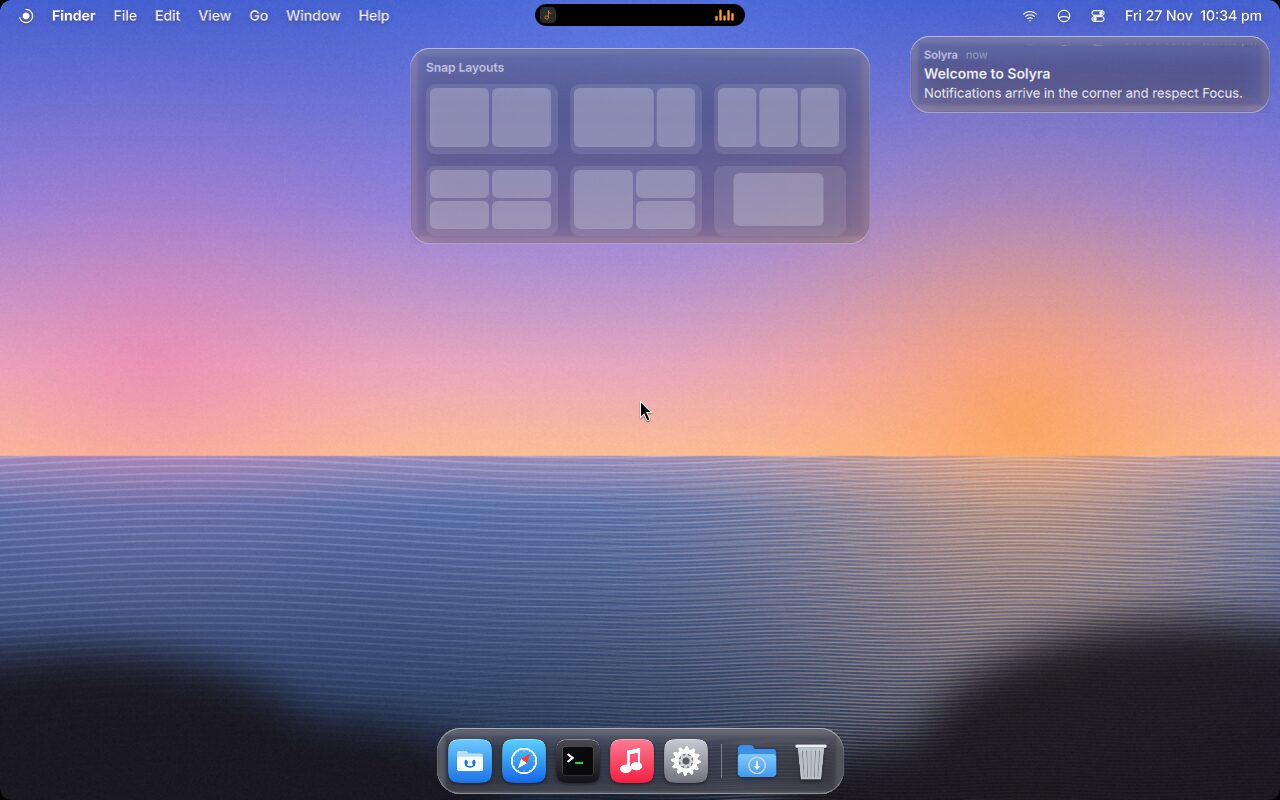 Finder File Edit View Go Window Help
Fri 27 Nov 10:34 pm
Snap Layouts
Solyra now
Welcome to Solyra
Notifications arrive in the corner and respect Focus.